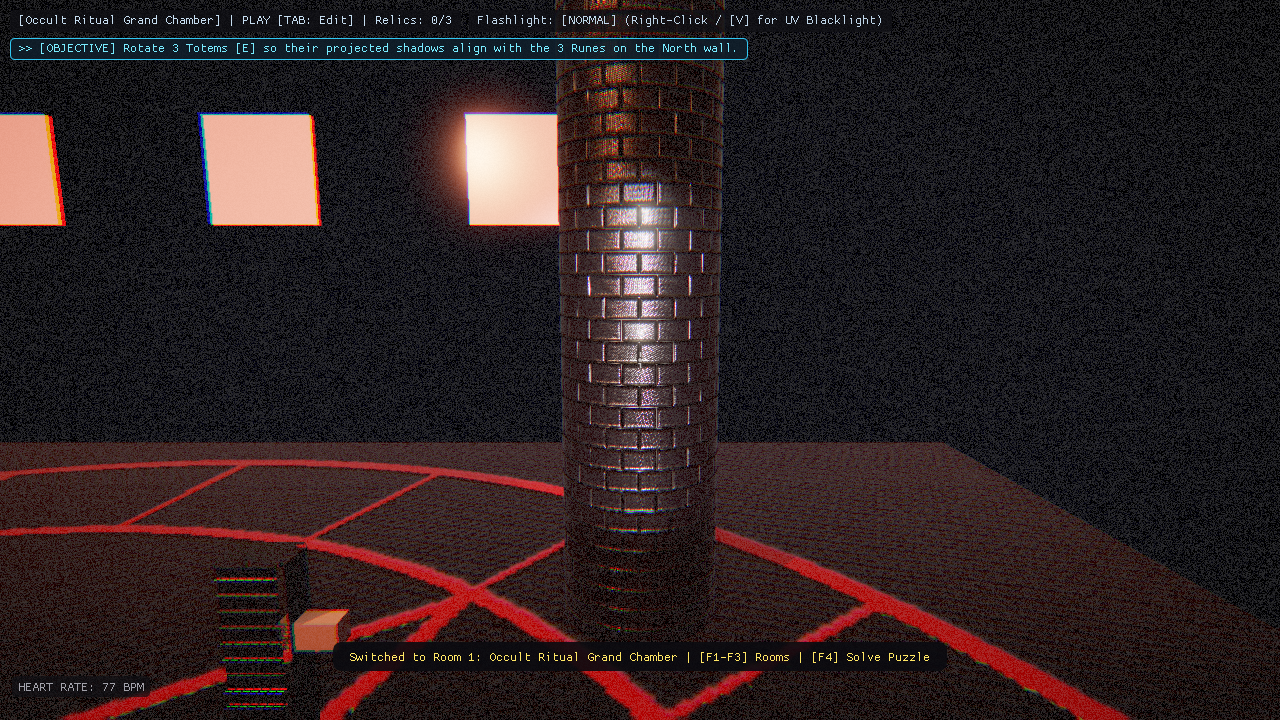 [Occult Ritual Grand Chamber] | PLAY [TAB: Edit] | Relics: 0/3 | Flashlight: [NORMAL] (Right-Click / [V] for UV Blacklight)
>> [OBJECTIVE] Rotate 3 Totems [E] so their projected shadows align with the 3 Runes on the North wall.
Switched to Room 1: Occult Ritual Grand Chamber | [F1-F3] Rooms | [F4] Solve Puzzle
HEART RATE: 77 BPM